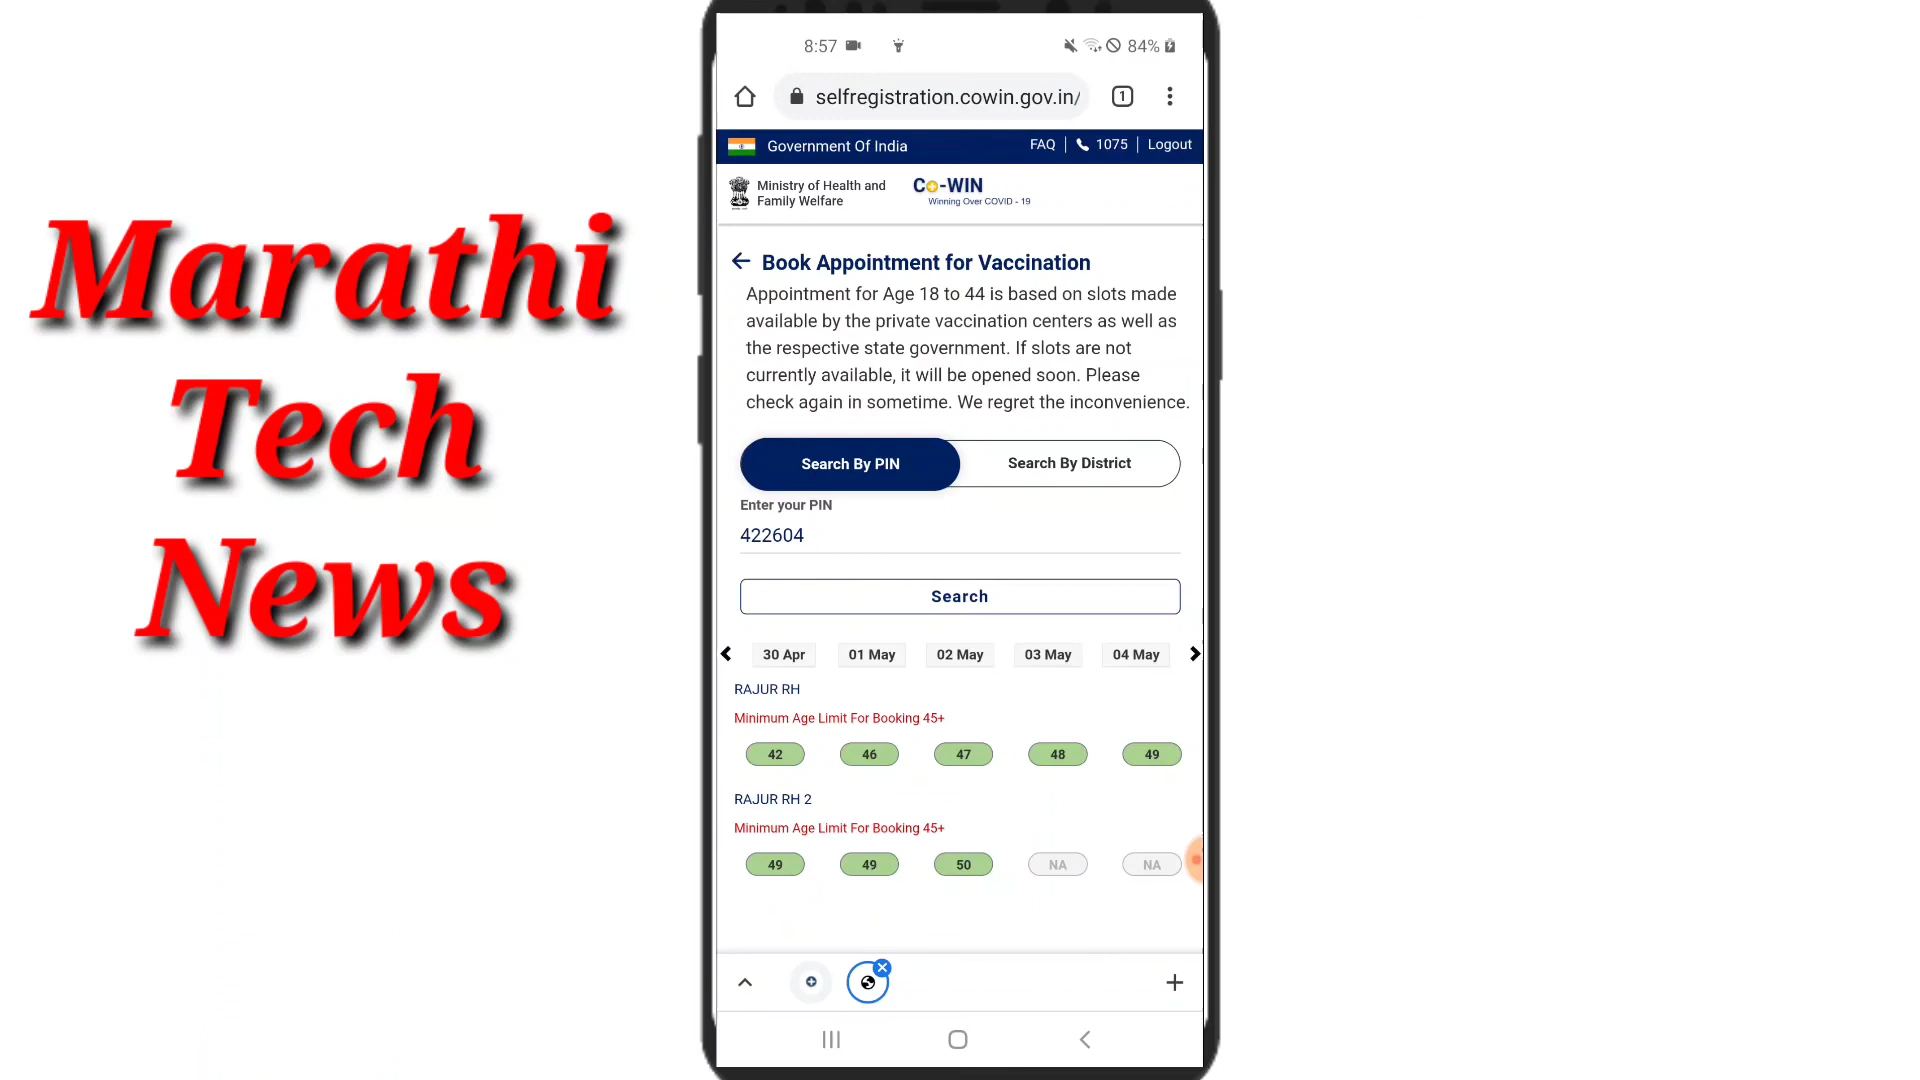 Marathi
Tech
News
8:57
84%
selfregistration.cowin.gov.in/
1
Government Of India
FAQ | 1075 | Logout
Ministry of Health and
Family Welfare
Co-WIN
Winning Over COVID - 19
Book Appointment for Vaccination
Appointment for Age 18 to 44 is based on slots made
available by the private vaccination centers as well as
the respective state government. If slots are not
currently available, it will be opened soon. Please
check again in sometime. We regret the inconvenience.
Search By PIN
Search By District
Enter your PIN
422604
Search
30 Apr 01 May 02 May 03 May 04 May
RAJUR RH
Minimum Age Limit For Booking 45+
42 46 47 48 49
RAJUR RH 2
Minimum Age Limit For Booking 45+
49 49 50 NA NA